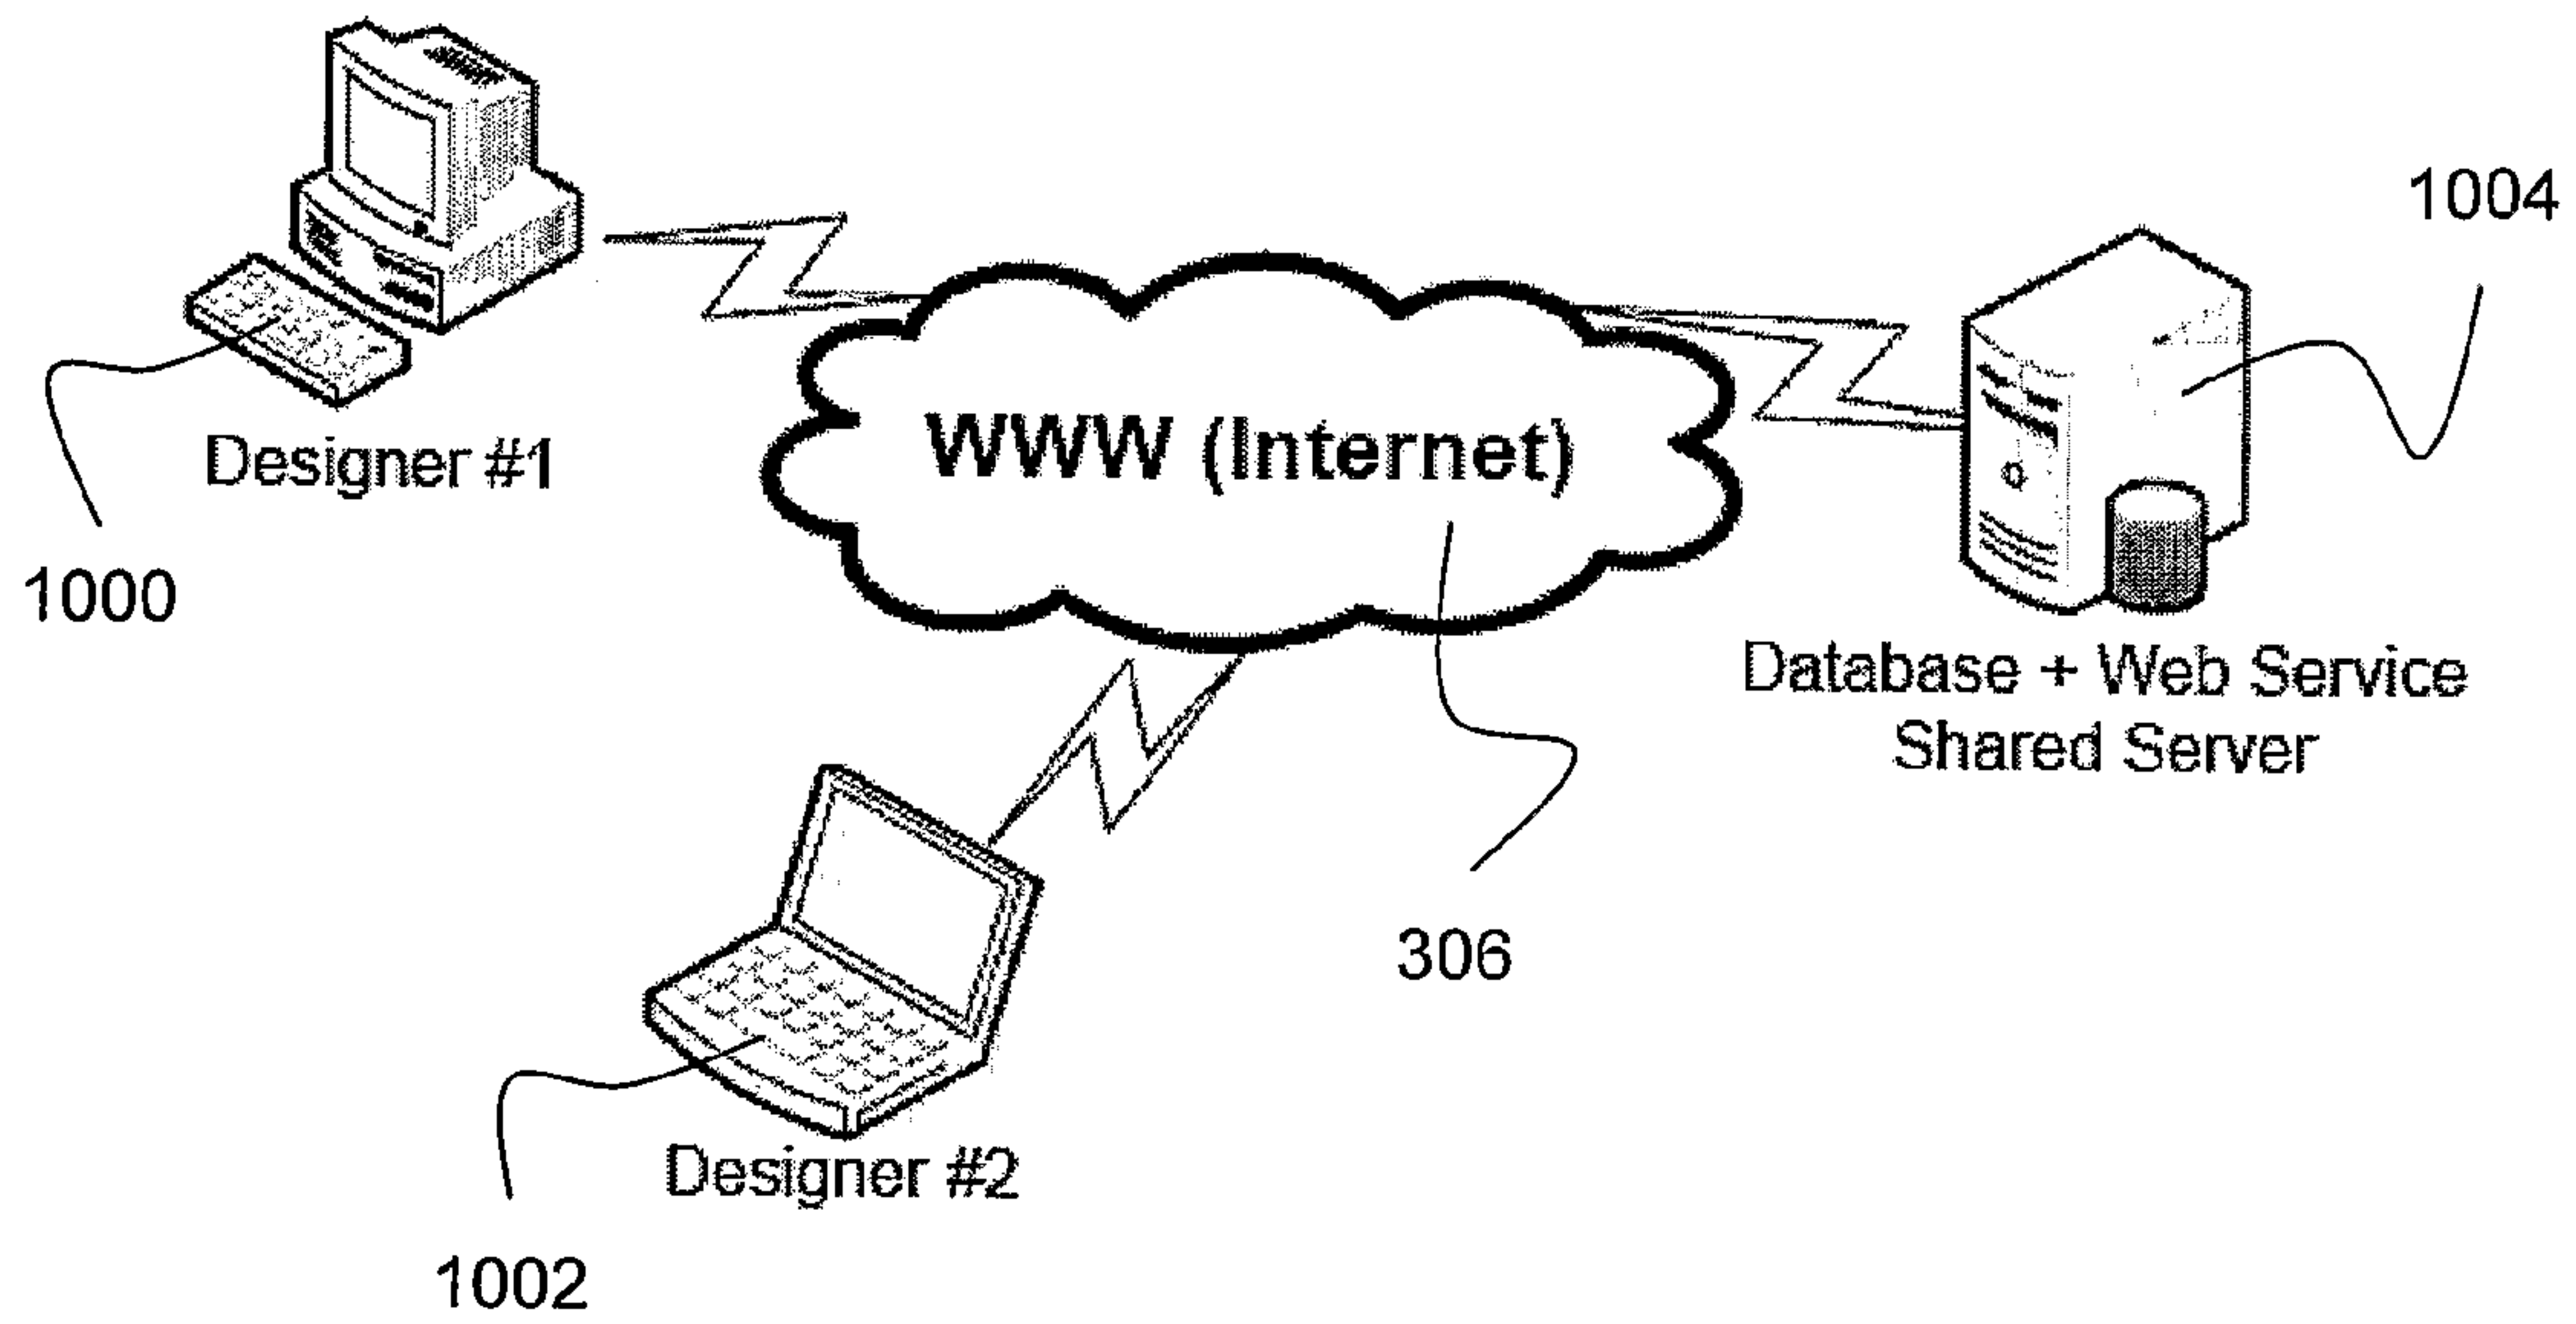 1004
WWW (Internet)
Designer #1
1000
Database + Web Service
Shared Server
306
Designer #2
1002